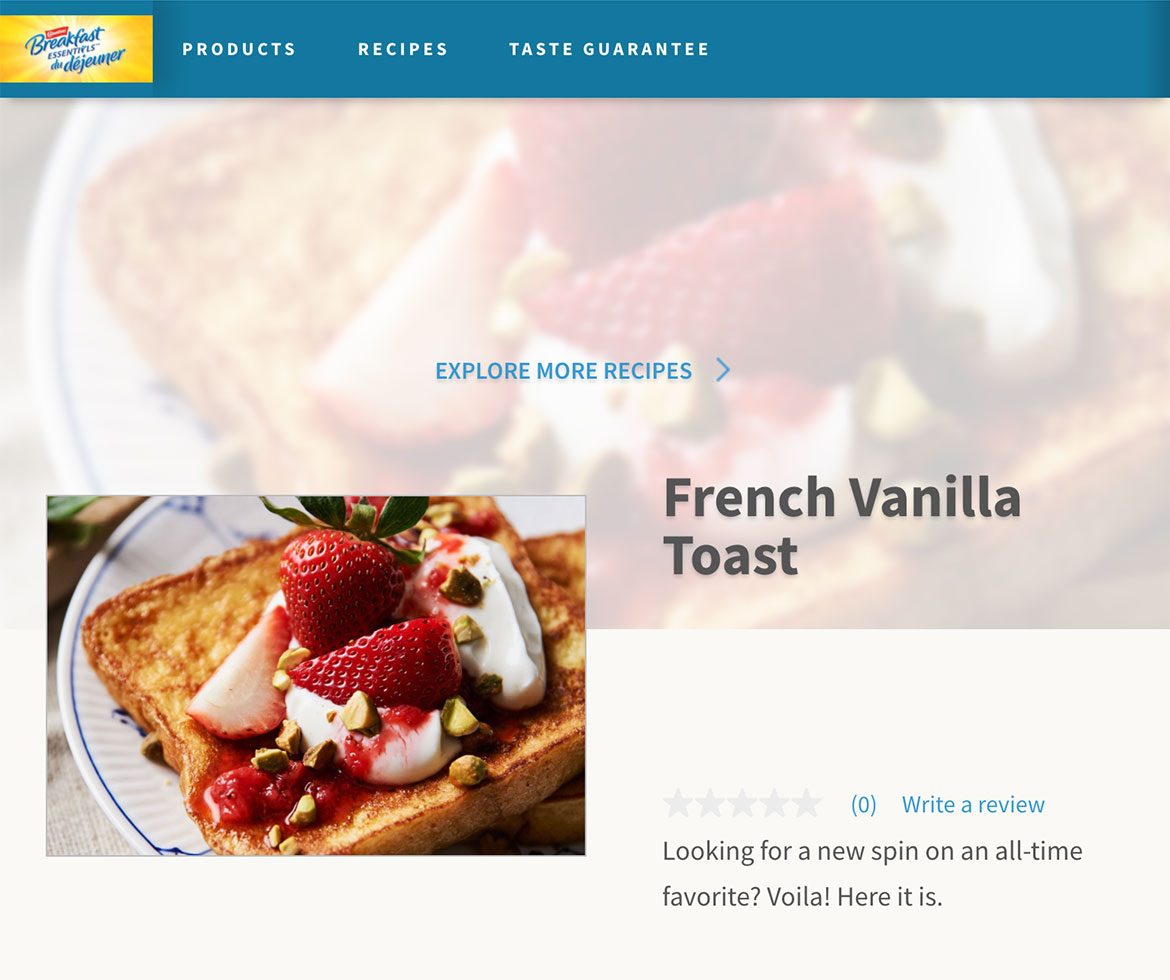 Carnation
Breakfast
ESSENTIALS
du déjeuner
PRODUCTS RECIPES TASTE GUARANTEE
EXPLORE MORE RECIPES
French Vanilla
Toast
(0) Write a review
Looking for a new spin on an all-time
favorite? Voila! Here it is.